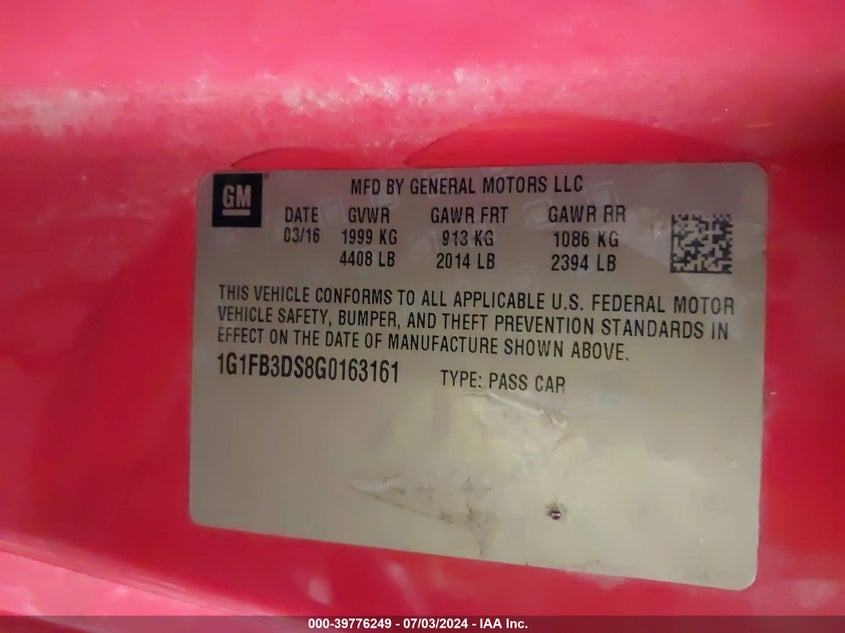 GM®
MFD BY GENERAL MOTORS LLC
DATE GVWR GAWR FRT GAWR RR
03/16 1999 KG 913 KG 1086 KG
4408 LB 2014 LB 2394 LB
THIS VEHICLE CONFORMS TO ALL APPLICABLE U.S. FEDERAL MOTOR
VEHICLE SAFETY, BUMPER, AND THEFT PREVENTION STANDARDS IN
EFFECT ON THE DATE OF MANUFACTURE SHOWN ABOVE.
1G1FB3DS8G0163161 TYPE: PASS CAR
000-39776249 - 07/03/2024 - IAA Inc.